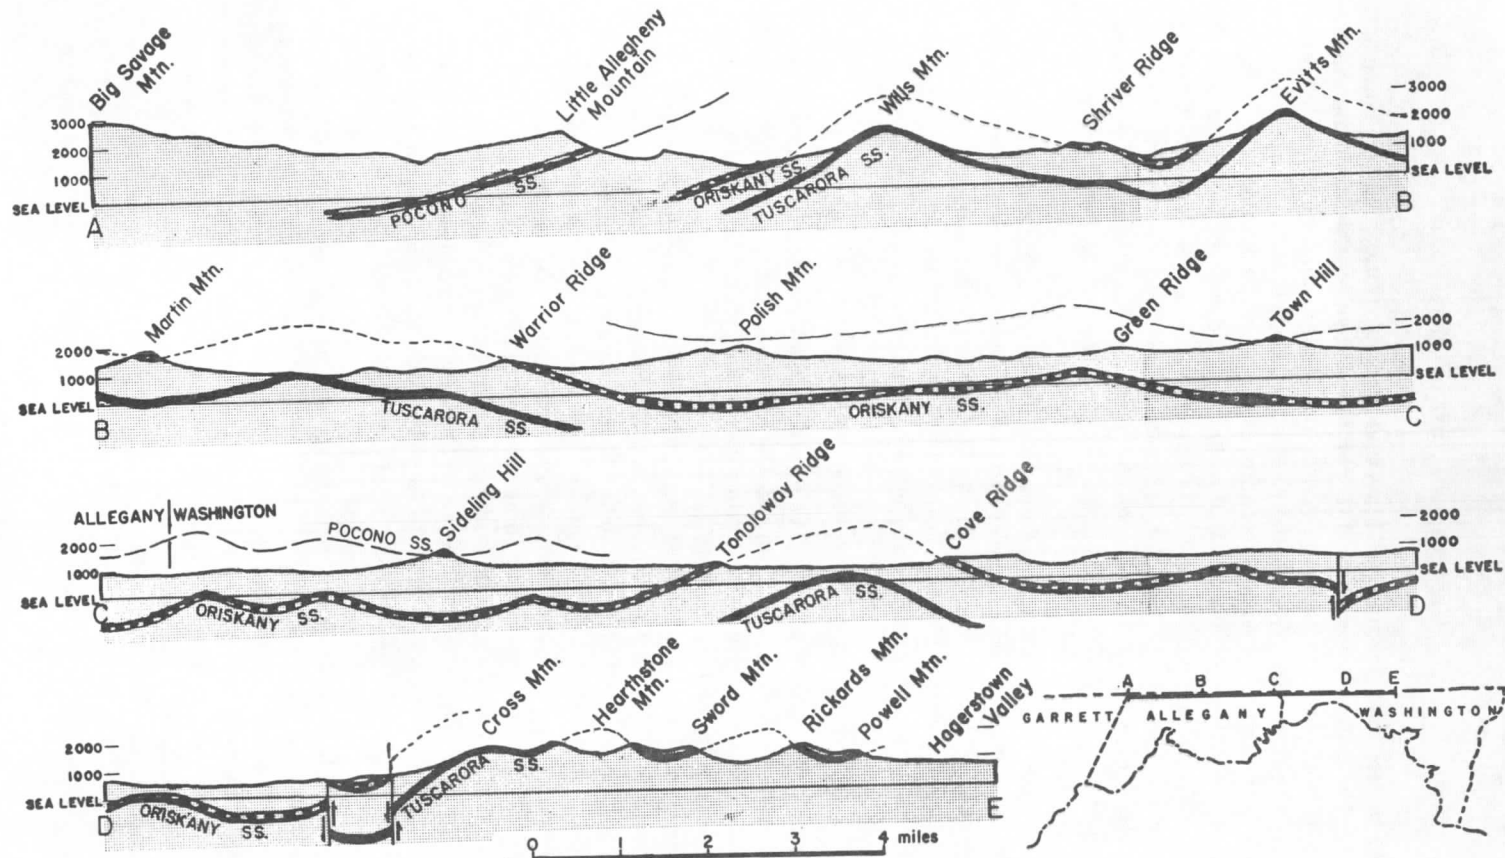 Big Savage
Mtn.
Little Allegheny
Mountain
Wills Mtn.
Shriver Ridge
Evitts Mtn.
3000
2000
1000
SEA LEVEL
A
POCONO SS.
ORISKANY SS.
TUSCARORA SS.
3000
2000
1000
SEA LEVEL
B
Martin Mtn.
Warrior Ridge
Polish Mtn.
Green Ridge
Town Hill
2000
1000
SEA LEVEL
B
TUSCARORA SS.
ORISKANY SS.
2000
1000
SEA LEVEL
C
ALLEGANY WASHINGTON
POCONO SS.
Sideling Hill
Tonoloway Ridge
Cove Ridge
2000
1000
SEA LEVEL
C
ORISKANY SS.
TUSCARORA SS.
2000
1000
SEA LEVEL
D
Cross Mtn.
Hearthstone
Mtn.
Sword Mtn.
Rickards Mtn.
Powell Mtn.
Hagerstown
Valley
2000
1000
SEA LEVEL
D
ORISKANY SS.
TUSCARORA SS.
E
0 1 2 3 4 miles
A B C D E
GARRETT ALLEGANY WASHINGTON